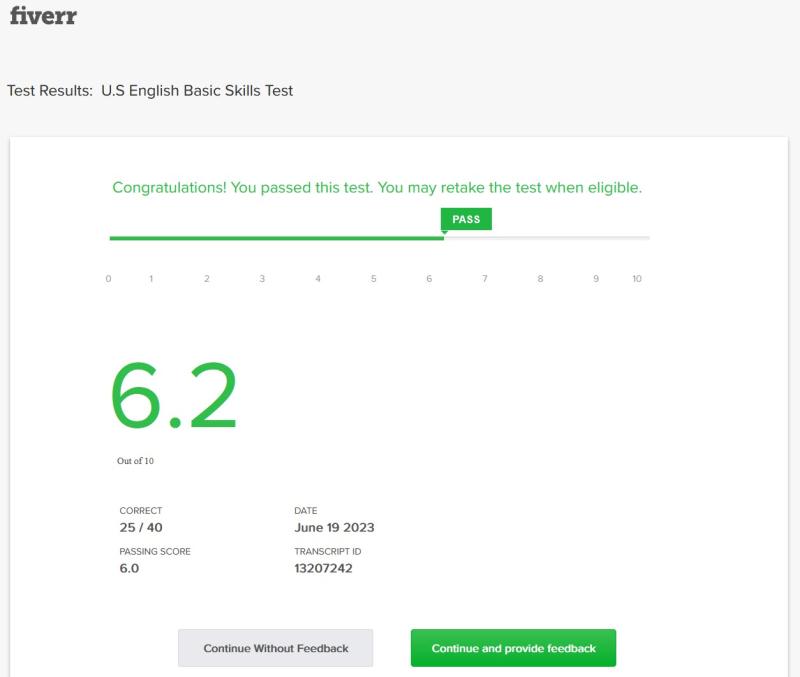 fiverr
Test Results: U.S English Basic Skills Test
Congratulations! You passed this test. You may retake the test when eligible.
PASS
0 1 2 3 4 5 6 7 8 9 10
6.2
Out of 10
CORRECT DATE
25 / 40 June 19 2023
PASSING SCORE TRANSCRIPT ID
6.0 13207242
Continue Without Feedback Continue and provide feedback